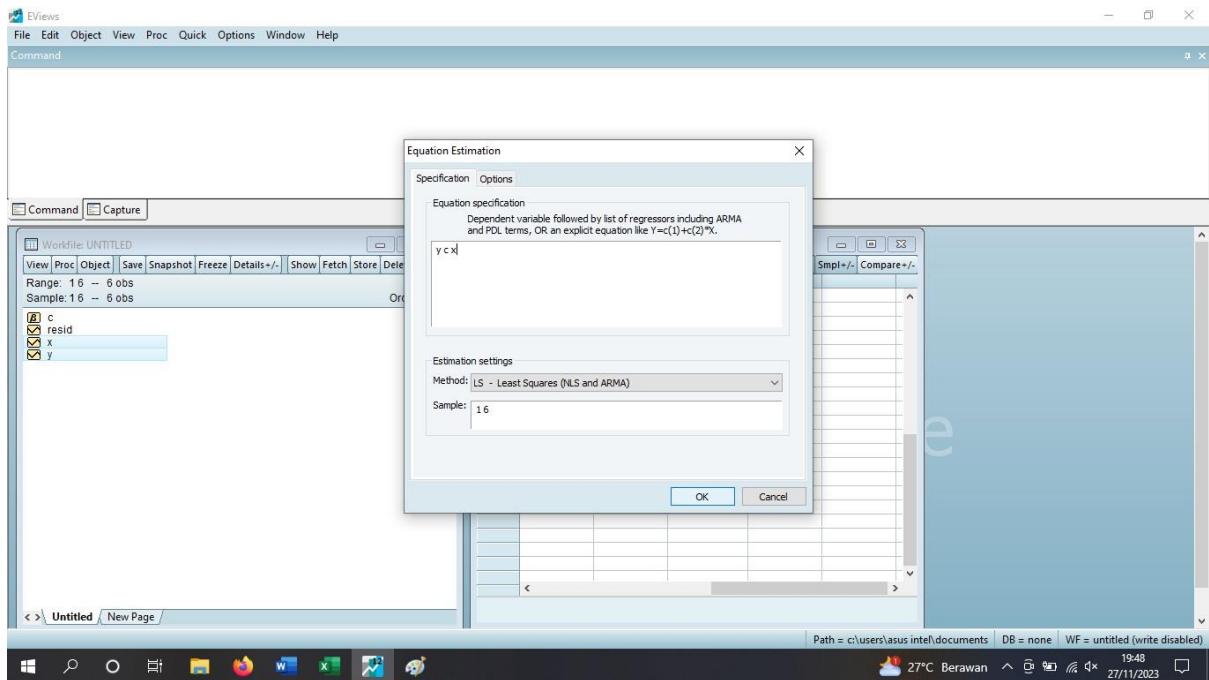 EViews
File Edit Object View Proc Quick Options Window Help
Command
Equation Estimation
Specification Options
Equation specification
Dependent variable followed by list of regressors including ARMA
and PDL terms, OR an explicit equation like Y=c(1)+c(2)*X.
y c x
Estimation settings
Method: LS - Least Squares (NLS and ARMA)
Sample: 1 6
OK Cancel
Command Capture
Workfile: UNTITLED
View Proc Object Save Snapshot Freeze Details+/- Show Fetch Store Dele
Range: 1 6 -- 6 obs
Sample: 1 6 -- 6 obs Ord
c
resid
x
y
Smpl+/- Compare+/-
e
< > Untitled New Page
Path = c:\users\asus intel\documents DB = none WF = untitled (write disabled)
27°C Berawan 19:48
27/11/2023